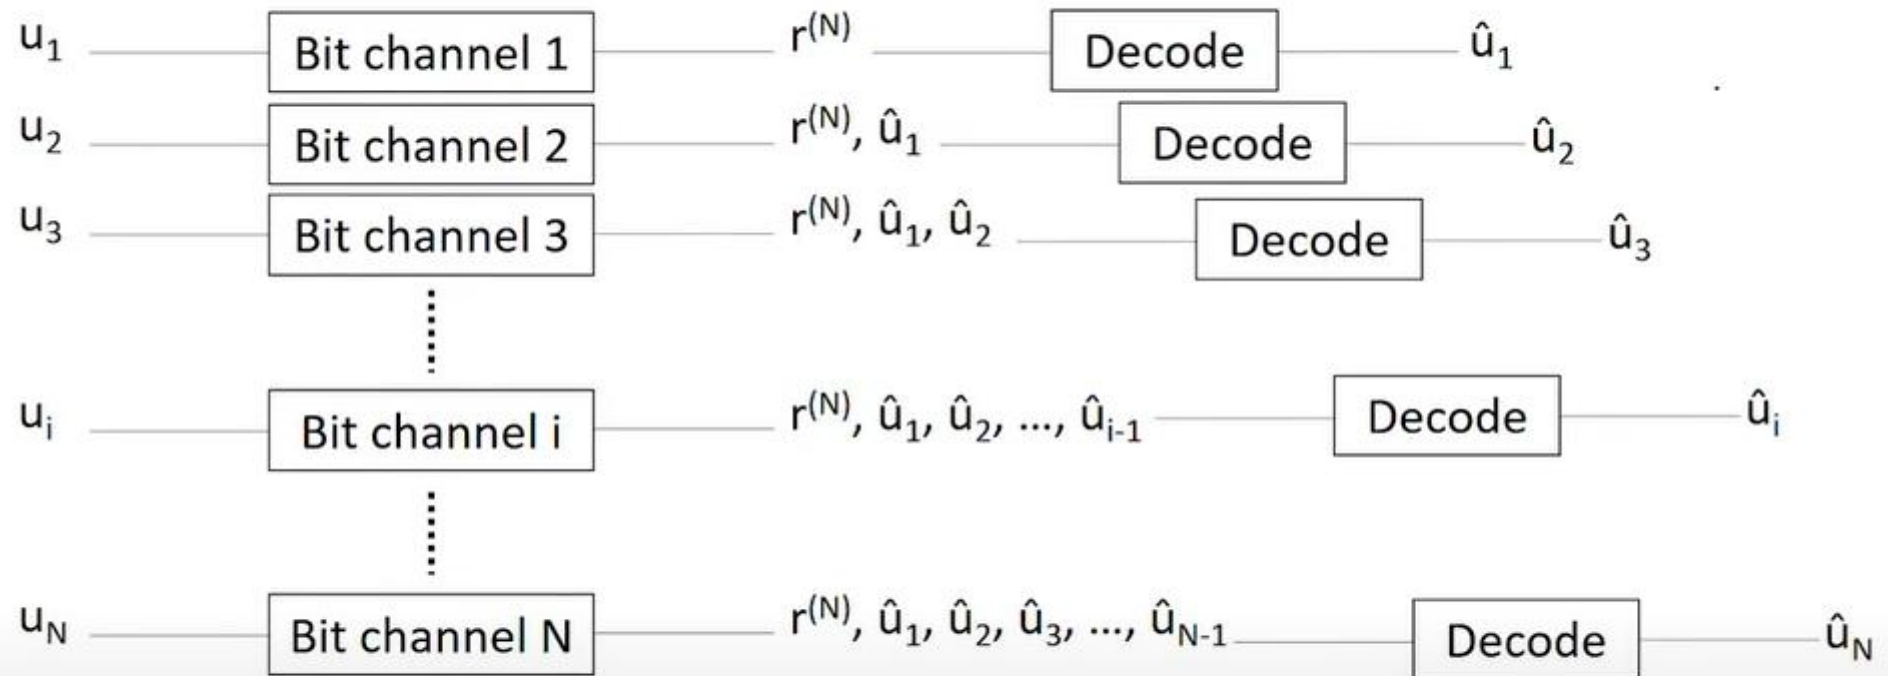 u₁ Bit channel 1 r⁽ᴺ⁾ Decode û₁
u₂ Bit channel 2 r⁽ᴺ⁾, û₁ Decode û₂
u₃ Bit channel 3 r⁽ᴺ⁾, û₁, û₂ Decode û₃
uᵢ Bit channel i r⁽ᴺ⁾, û₁, û₂, ..., ûᵢ₋₁ Decode ûᵢ
u_N Bit channel N r⁽ᴺ⁾, û₁, û₂, û₃, ..., û_N-1 Decode û_N